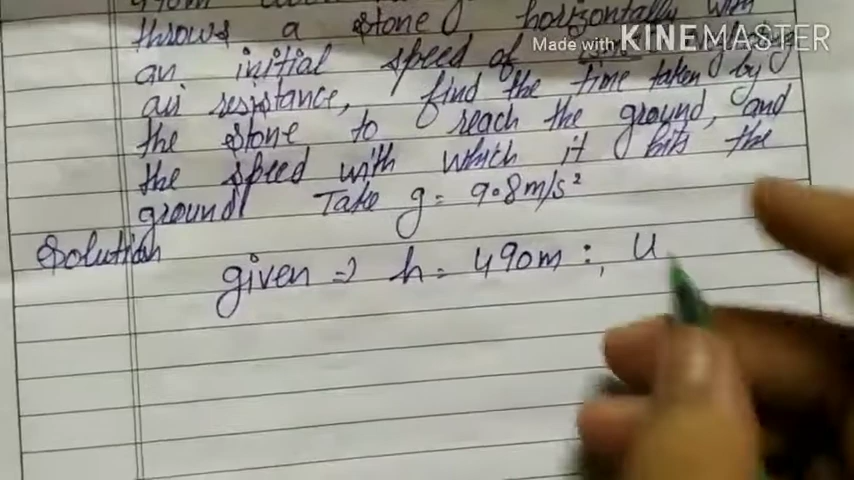 throws a stone horizontally with
an initial speed of
Made with KINEMASTER
air resistance, find the time taken by
the stone to reach the ground, and
the speed with which it hits the
ground Take g = 9.8m/s²
Solution
given => h = 490m ; u